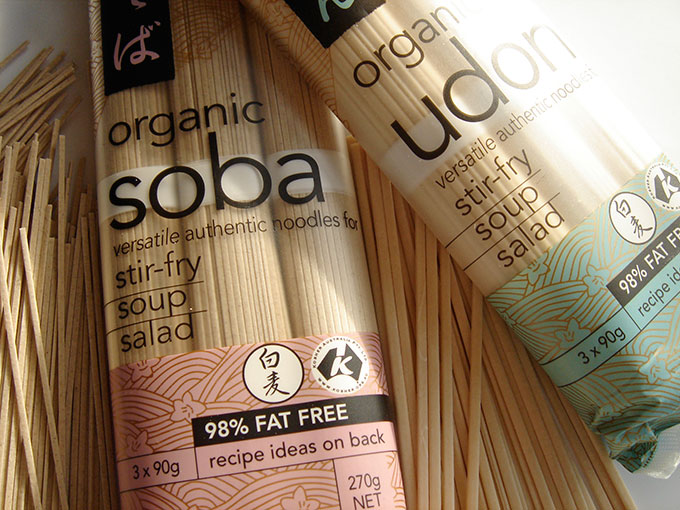 ば
organic
soba
versatile authentic noodles for
stir-fry
soup
salad
白麦
K
98% FAT FREE
3 x 90g
recipe ideas on back
270g
NET
organic
udon
versatile authentic noodles
stir-fry
soup
salad
白麦
K
98% FAT FR
3 x 90g
recipe id